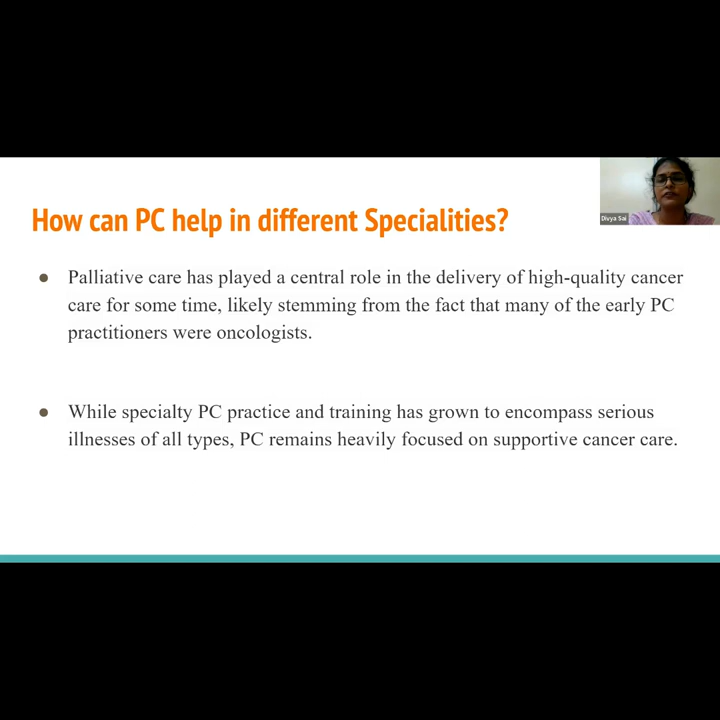 How can PC help in different Specialities?
Divya Sai
● Palliative care has played a central role in the delivery of high-quality cancer
care for some time, likely stemming from the fact that many of the early PC
practitioners were oncologists.
● While specialty PC practice and training has grown to encompass serious
illnesses of all types, PC remains heavily focused on supportive cancer care.